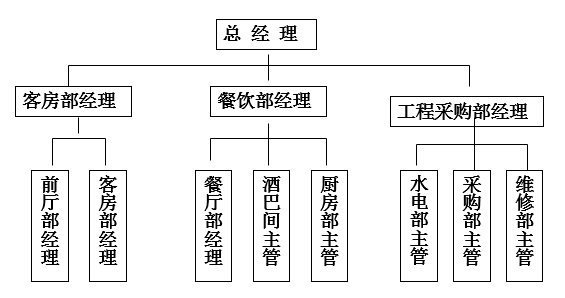 总 经 理
客房部经理
餐饮部经理
工程采购部经理
前厅部经理
客房部经理
餐厅部经理
酒巴间主管
厨房部主管
水电部主管
采购部主管
维修部主管